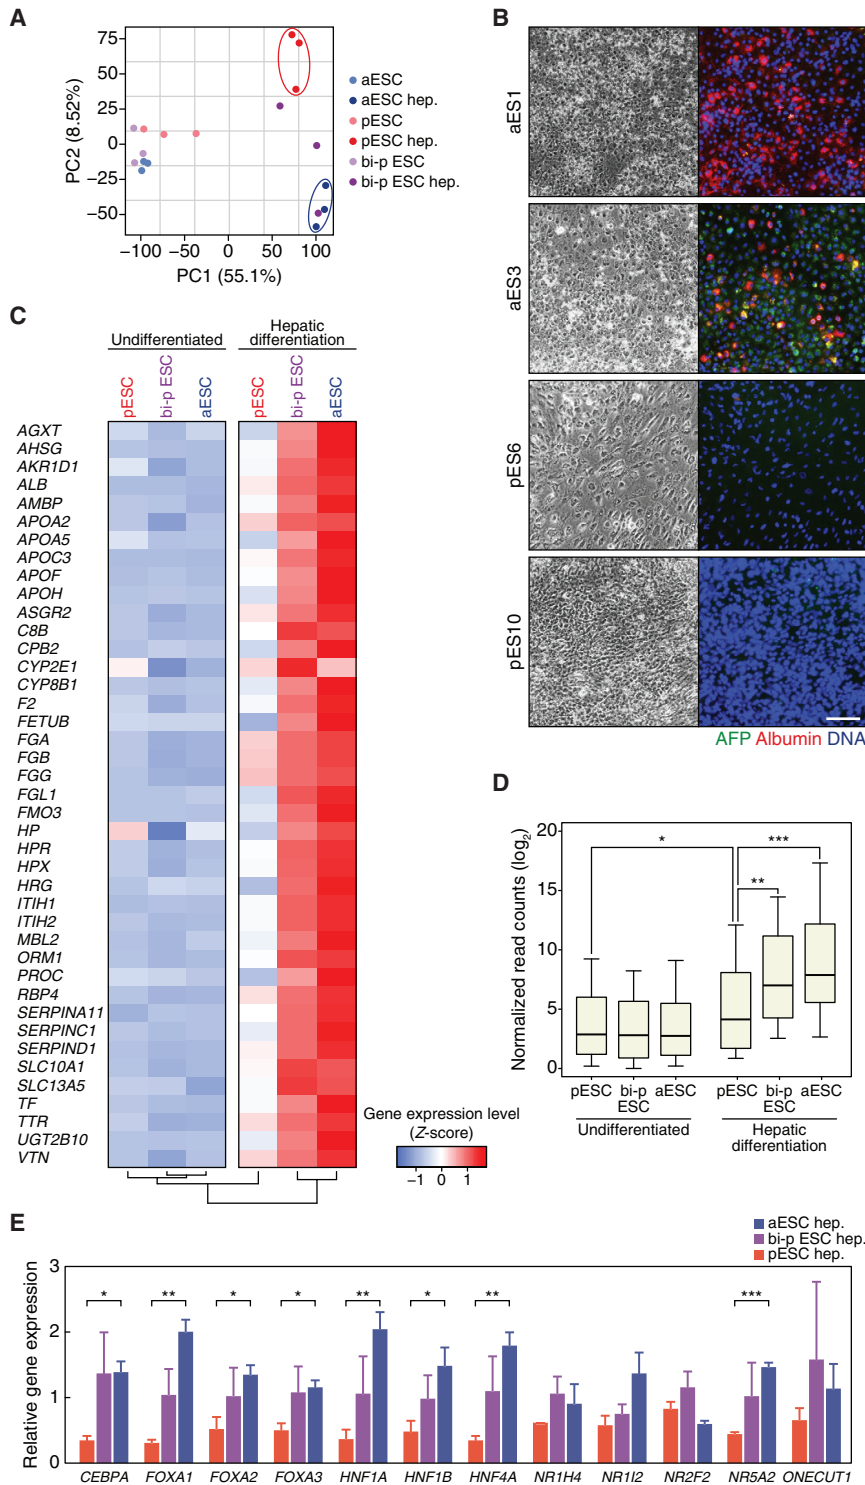 A
75
50
25
0
−25
−50
PC2 (8.52%)
−100
−50
0
50
100
PC1 (55.1%)
aESC
aESC hep.
pESC
pESC hep.
bi-p ESC
bi-p ESC hep.
B
aES1
aES3
pES6
pES10
AFP Albumin DNA
C
Undifferentiated
Hepatic
differentiation
pESC
bi-p ESC
aESC
pESC
bi-p ESC
aESC
AGXT
AHSG
AKR1D1
ALB
AMBP
APOA2
APOA5
APOC3
APOF
APOH
ASGR2
C8B
CPB2
CYP2E1
CYP8B1
F2
FETUB
FGA
FGB
FGG
FGL1
FMO3
HP
HPR
HPX
HRG
ITIH1
ITIH2
MBL2
ORM1
PROC
RBP4
SERPINA11
SERPINC1
SERPIND1
SLC10A1
SLC13A5
TF
TTR
UGT2B10
VTN
Gene expression level
(Z-score)
−1 0 1
D
Normalized read counts (log2)
20
15
10
5
0
*
***
**
pESC
bi-p
ESC
aESC
pESC
bi-p
ESC
aESC
Undifferentiated
Hepatic
differentiation
E
aESC hep.
bi-p ESC hep.
pESC hep.
Relative gene expression
3
2
1
0
* ** * * ** * ** ***
CEBPA FOXA1 FOXA2 FOXA3 HNF1A HNF1B HNF4A NR1H4 NR1I2 NR2F2 NR5A2 ONECUT1